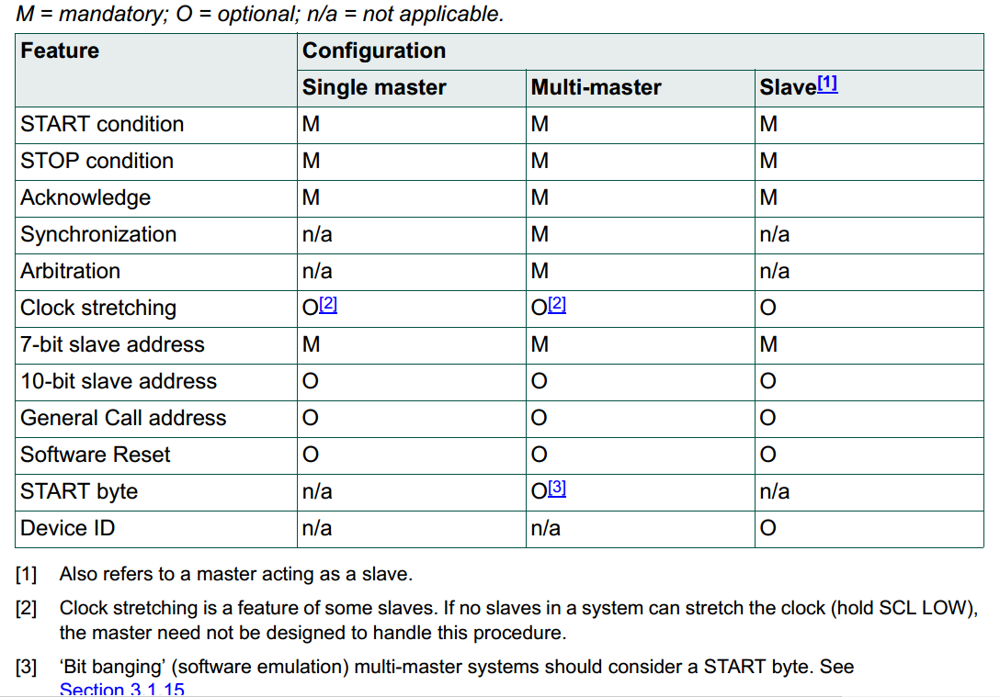 M = mandatory; O = optional; n/a = not applicable.
Feature Configuration
Single master Multi-master Slave[1]
START condition M M M
STOP condition M M M
Acknowledge M M M
Synchronization n/a M n/a
Arbitration n/a M n/a
Clock stretching O[2] O[2] O
7-bit slave address M M M
10-bit slave address O O O
General Call address O O O
Software Reset O O O
START byte n/a O[3] n/a
Device ID n/a n/a O
[1] Also refers to a master acting as a slave.
[2] Clock stretching is a feature of some slaves. If no slaves in a system can stretch the clock (hold SCL LOW),
the master need not be designed to handle this procedure.
[3] ‘Bit banging’ (software emulation) multi-master systems should consider a START byte. See
Section 3.1.15